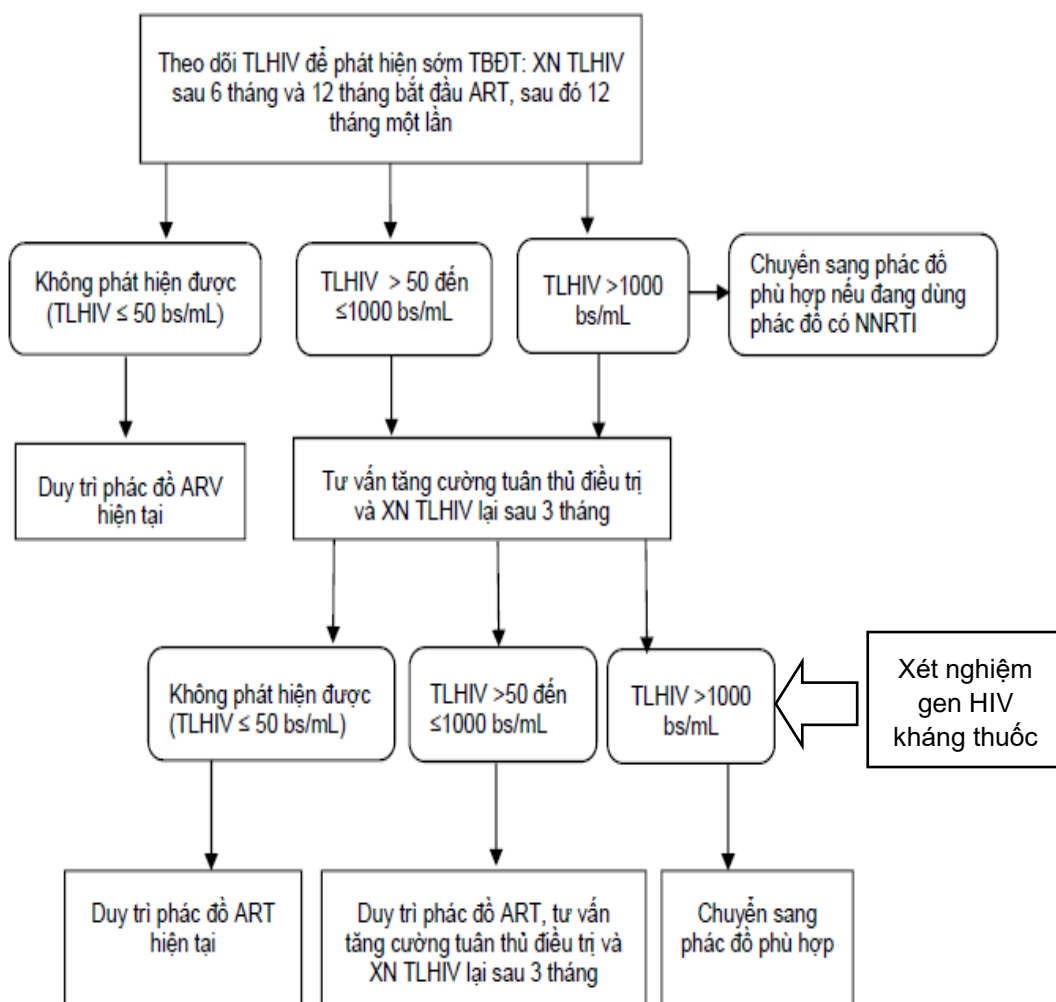 Theo dõi TLHIV để phát hiện sớm TBĐT: XN TLHIV
sau 6 tháng và 12 tháng bắt đầu ART, sau đó 12
tháng một lần
Không phát hiện được
(TLHIV ≤ 50 bs/mL)
TLHIV > 50 đến
≤1000 bs/mL
TLHIV >1000
bs/mL
Chuyển sang phác đồ
phù hợp nếu đang dùng
phác đồ có NNRTI
Duy trì phác đồ ARV
hiện tại
Tư vấn tăng cường tuân thủ điều trị
và XN TLHIV lại sau 3 tháng
Không phát hiện được
(TLHIV ≤ 50 bs/mL)
TLHIV >50 đến
≤1000 bs/mL
TLHIV >1000
bs/mL
Xét nghiệm
gen HIV
kháng thuốc
Duy trì phác đồ ART
hiện tại
Duy trì phác đồ ART, tư vấn
tăng cường tuân thủ điều trị và
XN TLHIV lại sau 3 tháng
Chuyển sang
phác đồ phù hợp